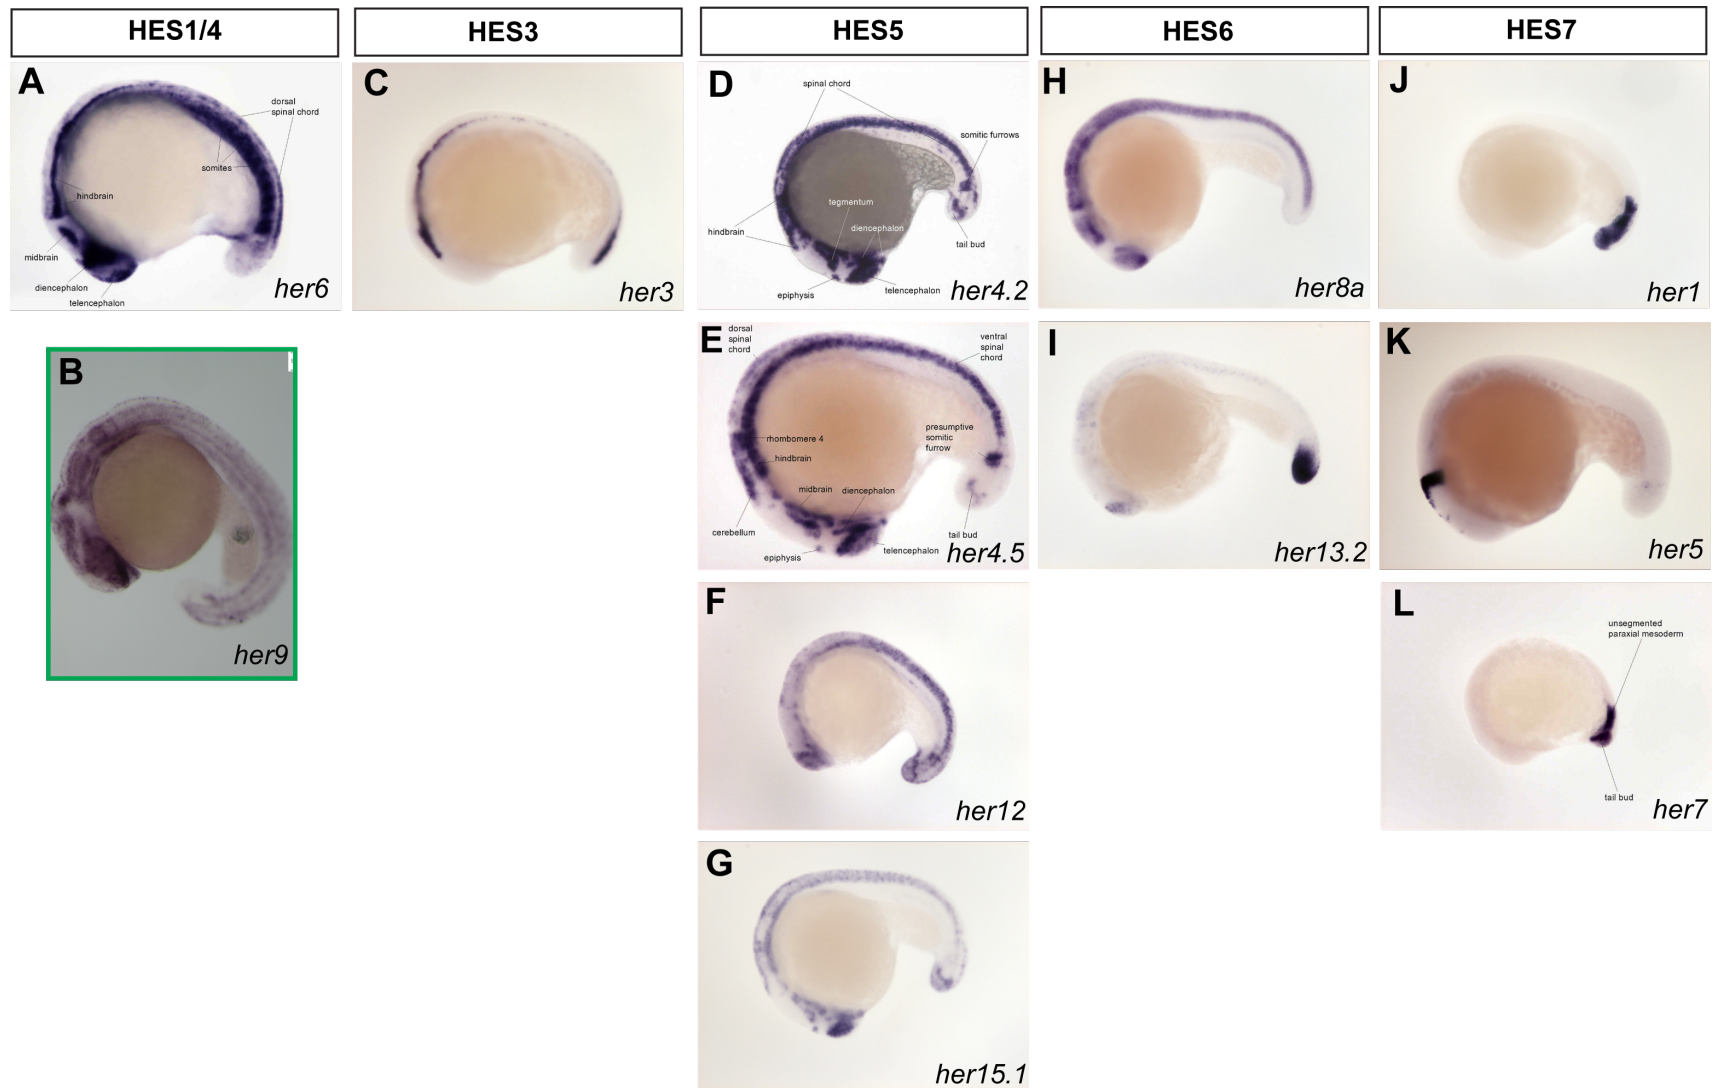 HES1/4
HES3
HES5
HES6
HES7
A
dorsal
spinal chord
somites
hindbrain
midbrain
diencephalon
telencephalon
her6
B
her9
C
her3
D
spinal chord
somitic furrows
tegmentum
diencephalon
hindbrain
tail bud
epiphysis
telencephalon
her4.2
E
dorsal
spinal
chord
ventral
spinal
chord
presumptive
somitic
furrow
rhombomere 4
hindbrain
midbrain
diencephalon
cerebellum
epiphysis
telencephalon
tail bud
her4.5
F
her12
G
her15.1
H
her8a
I
her13.2
J
her1
K
her5
L
unsegmented
paraxial mesoderm
tail bud
her7